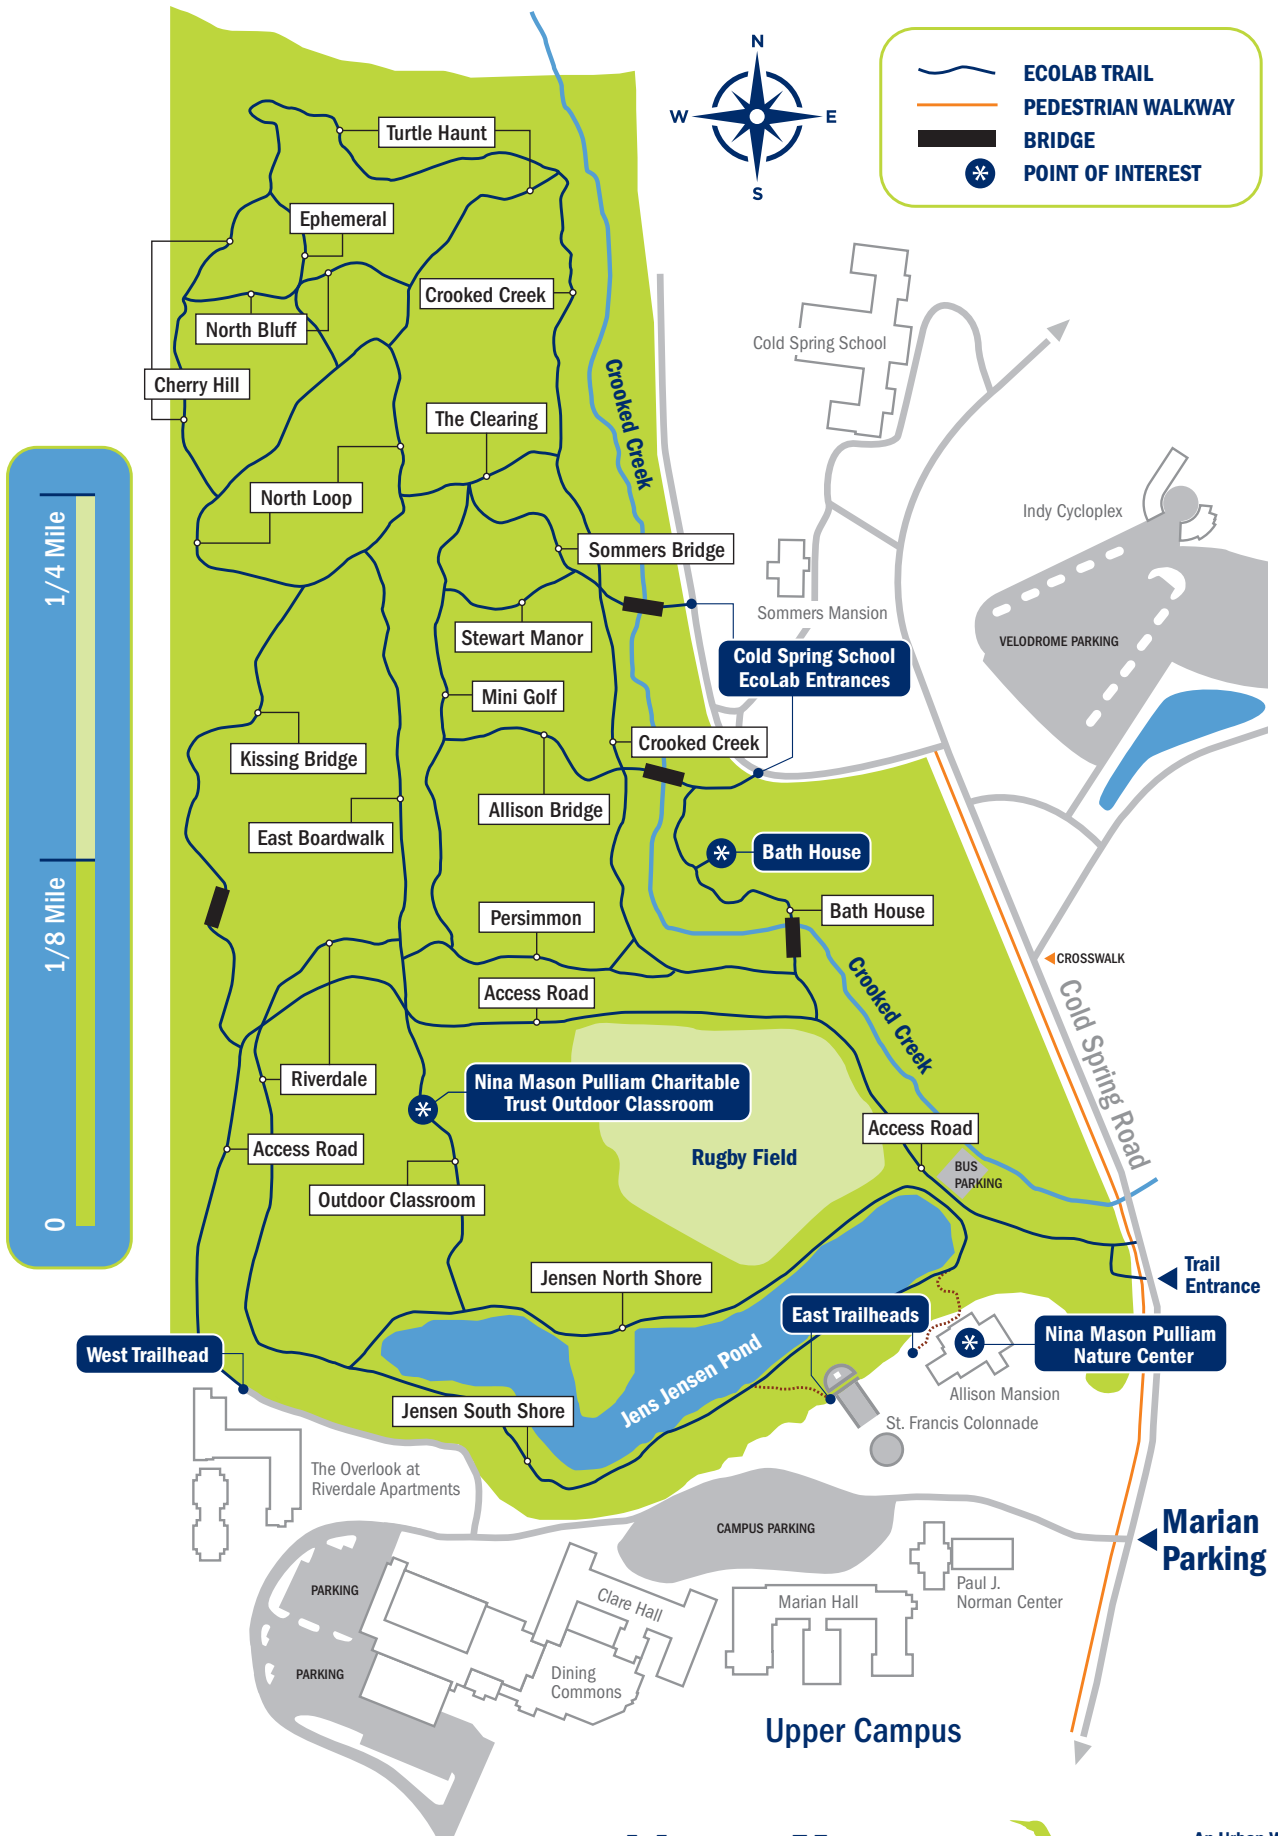 N
W
E
S
ECOLAB TRAIL
PEDESTRIAN WALKWAY
BRIDGE
POINT OF INTEREST
Turtle Haunt
Ephemeral
Crooked Creek
North Bluff
Cold Spring School
Crooked Creek
Cherry Hill
The Clearing
North Loop
Indy Cycloplex
1/4 Mile
Sommers Bridge
Sommers Mansion
Stewart Manor
VELODROME PARKING
Cold Spring School
EcoLab Entrances
Mini Golf
Crooked Creek
Kissing Bridge
Allison Bridge
East Boardwalk
Bath House
1/8 Mile
Persimmon
Bath House
CROSSWALK
Access Road
Crooked Creek
Cold Spring Road
Riverdale
Nina Mason Pulliam Charitable
Trust Outdoor Classroom
Access Road
Rugby Field
Access Road
BUS
PARKING
Outdoor Classroom
0
Trail
Entrance
Jensen North Shore
East Trailheads
Nina Mason Pulliam
Nature Center
West Trailhead
Jens Jensen Pond
Allison Mansion
Jensen South Shore
St. Francis Colonnade
The Overlook at
Riverdale Apartments
CAMPUS PARKING
Marian
Parking
PARKING
Clare Hall
Marian Hall
Paul J.
Norman Center
PARKING
Dining
Commons
Upper Campus